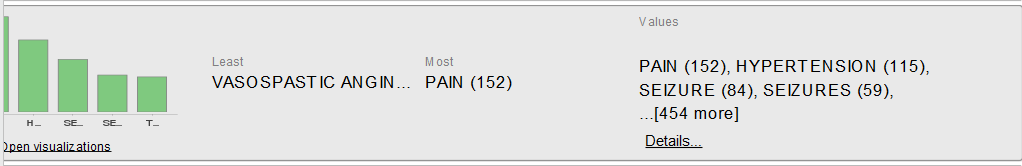 Values
Least
Most
VASOSPASTIC ANGIN...
PAIN (152)
PAIN (152), HYPERTENSION (115),
SEIZURE (84), SEIZURES (59),
...[454 more]
H...
SE...
SE...
T...
Open visualizations
Details...